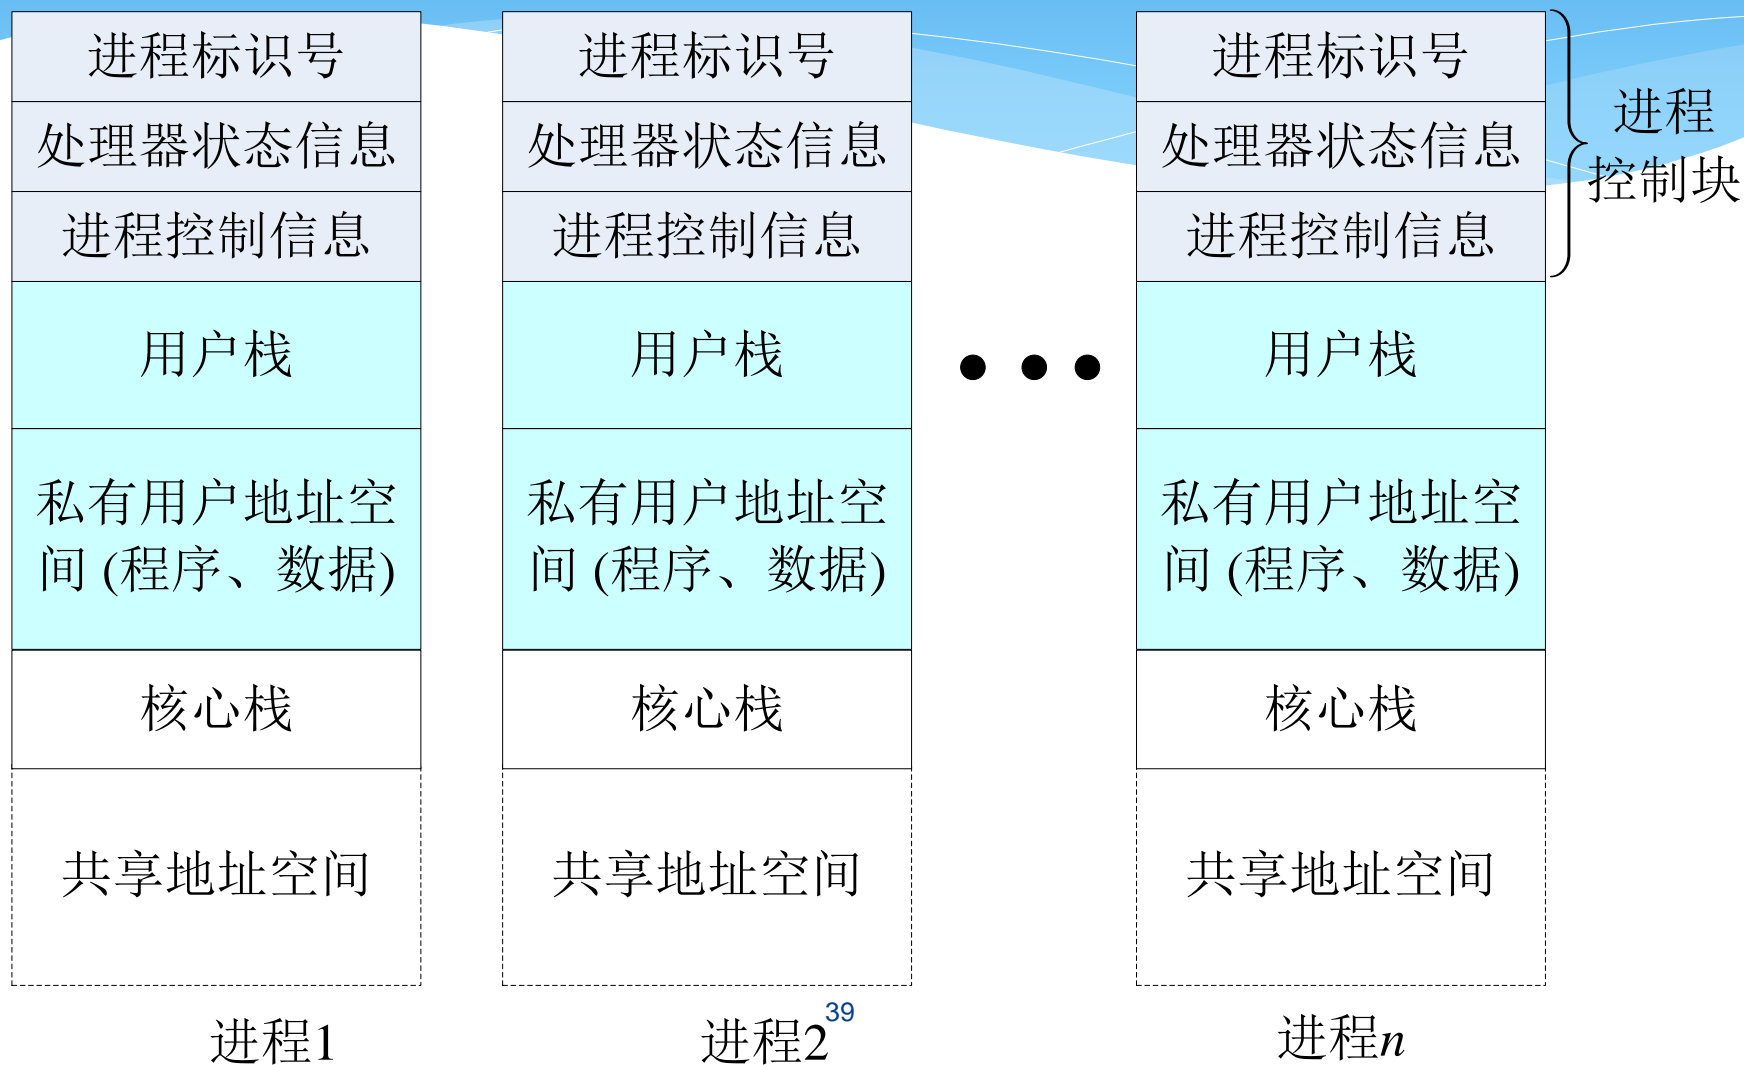 进程标识号
处理器状态信息
进程控制信息
用户栈
私有用户地址空
间 (程序、数据)
核心栈
共享地址空间
进程1
进程标识号
处理器状态信息
进程控制信息
用户栈
私有用户地址空
间 (程序、数据)
核心栈
共享地址空间
进程2
39
进程标识号
处理器状态信息
进程控制信息
用户栈
私有用户地址空
间 (程序、数据)
核心栈
共享地址空间
进程n
进程
控制块